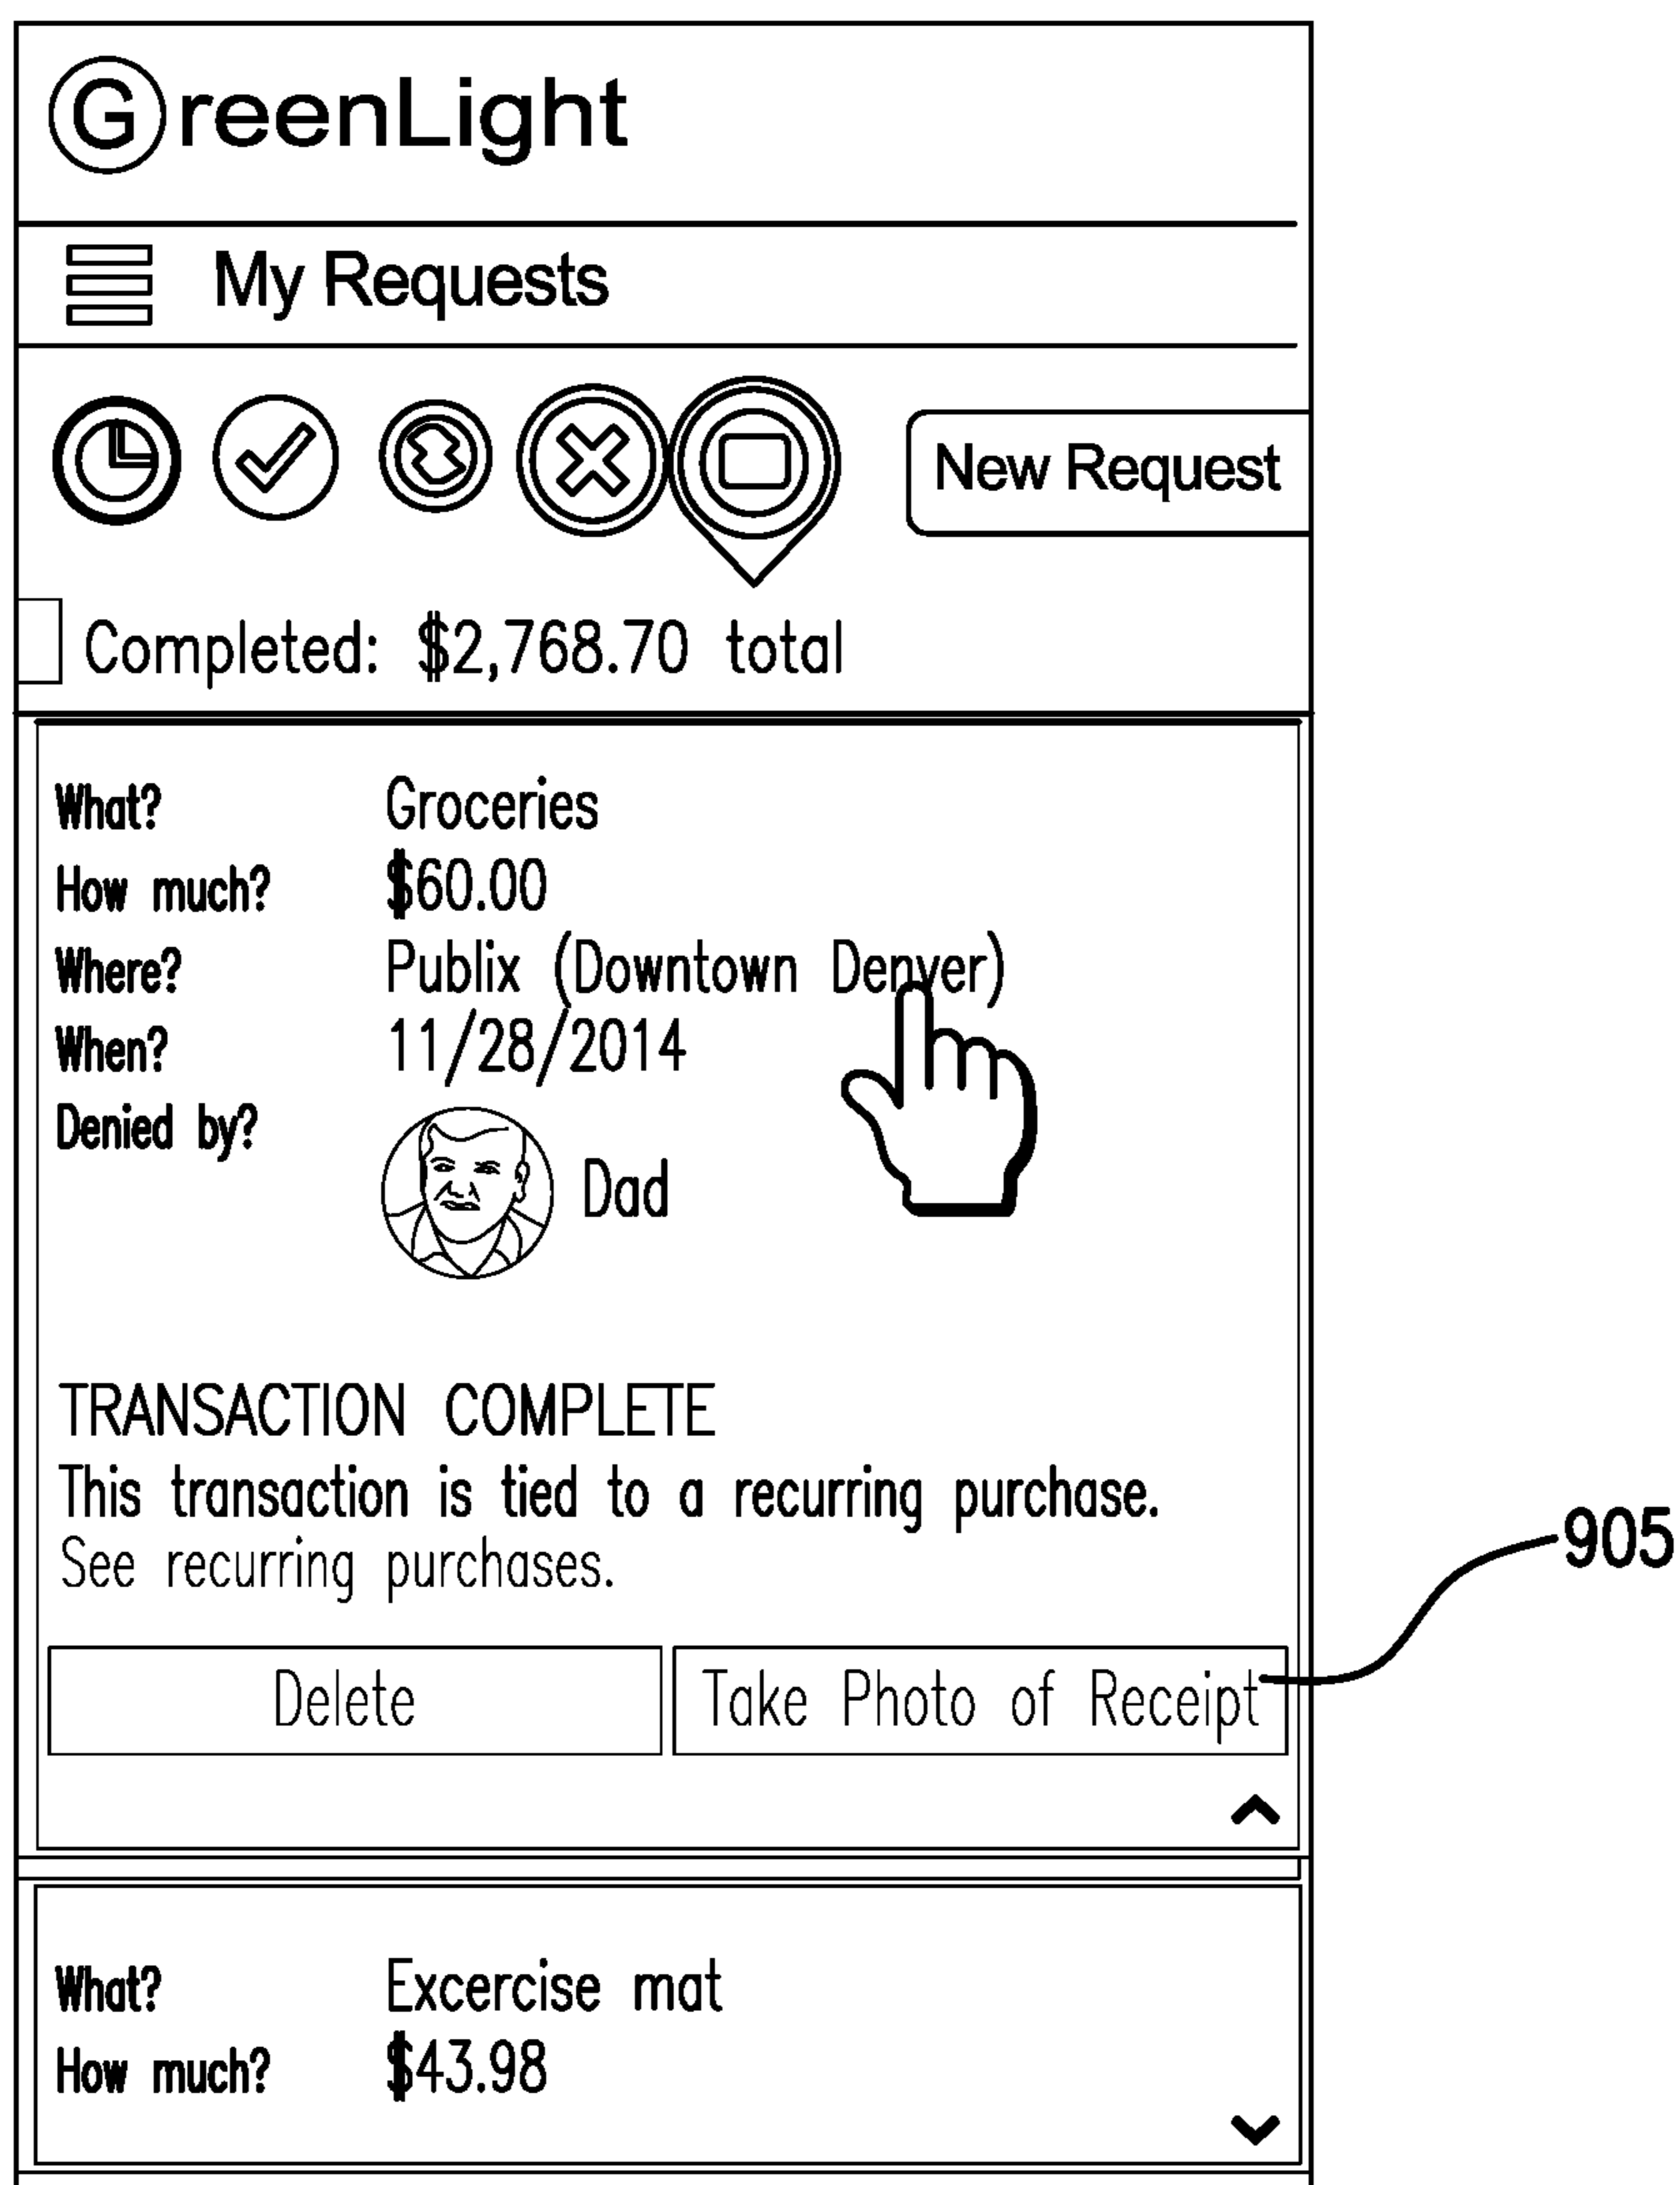 GreenLight
My Requests
New Request
Completed: $2,768.70 total
What? Groceries
How much? $60.00
Where? Publix (Downtown Denver)
When? 11/28/2014
Denied by? Dad
TRANSACTION COMPLETE
This transaction is tied to a recurring purchase.
See recurring purchases.
905
Delete Take Photo of Receipt
What? Excercise mat
How much? $43.98